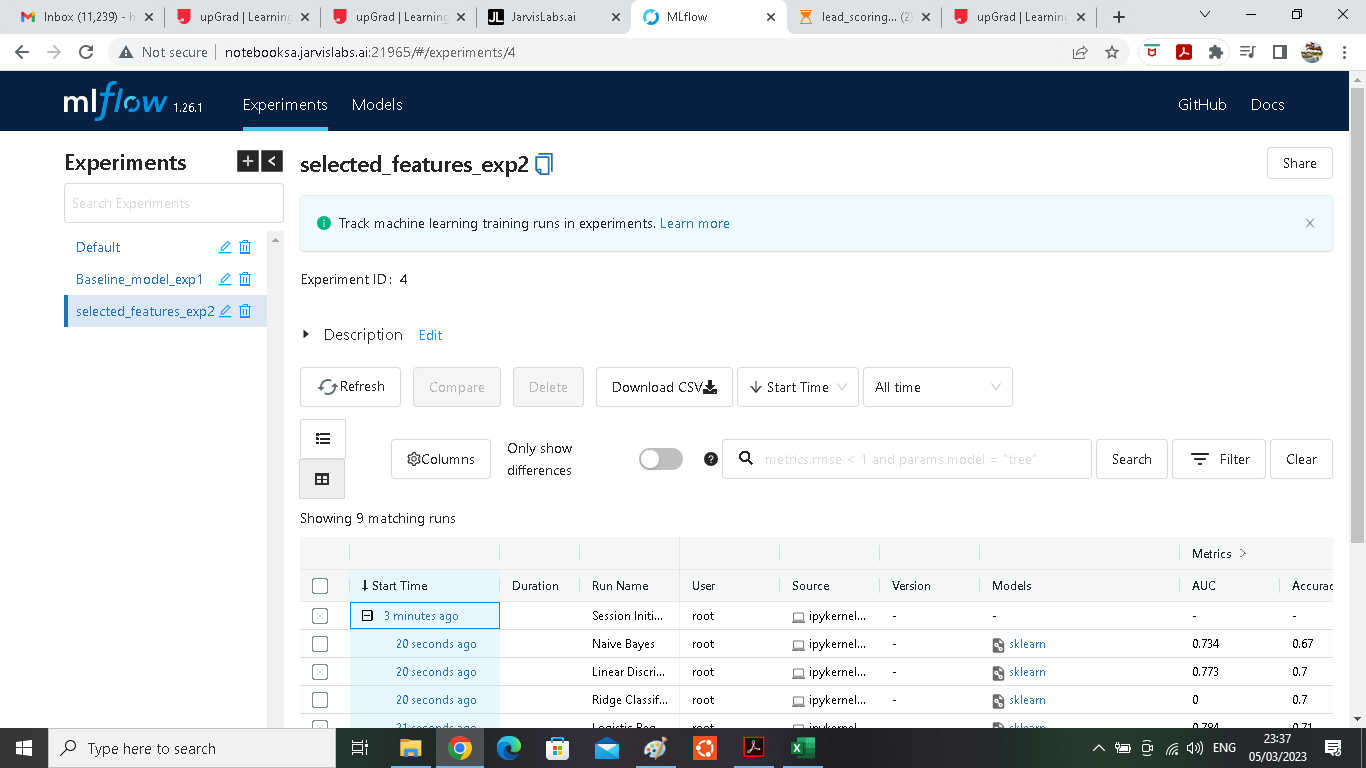 Inbox (11,239) - h
upGrad | Learning
upGrad | Learning
JL JarvisLabs.ai
MLflow
lead_scoring... (2)
upGrad | Learning
Not secure | notebooksa.jarvislabs.ai:21965/#/experiments/4
mlflow 1.26.1 Experiments Models GitHub Docs
Experiments
Search Experiments
Default
Baseline_model_exp1
selected_features_exp2
selected_features_exp2
Share
Track machine learning training runs in experiments. Learn more
Experiment ID: 4
Description Edit
Refresh Compare Delete Download CSV Start Time All time
Columns Only show differences metrics.rmse < 1 and params.model = "tree" Search Filter Clear
Showing 9 matching runs
Metrics >
Start Time Duration Run Name User Source Version Models AUC Accurac
3 minutes ago Session Initi... root ipykernel... - - - -
20 seconds ago Naive Bayes root ipykernel... - sklearn 0.734 0.67
20 seconds ago Linear Discri... root ipykernel... - sklearn 0.773 0.7
20 seconds ago Ridge Classif... root ipykernel... - sklearn 0 0.7
21 seconds ago Logistic Reg... root ipykernel... - sklearn 0.784 0.71
Type here to search
ENG
23:37
05/03/2023